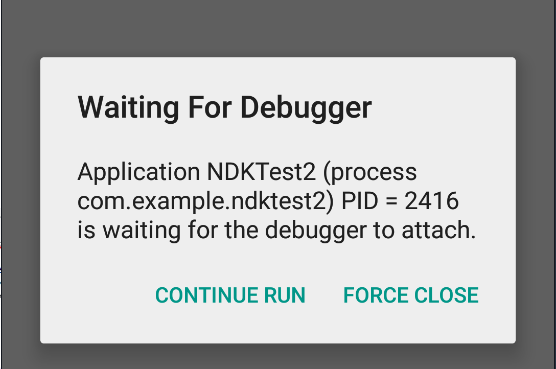 Waiting For Debugger
Application NDKTest2 (process
com.example.ndktest2) PID = 2416
is waiting for the debugger to attach.
CONTINUE RUN FORCE CLOSE